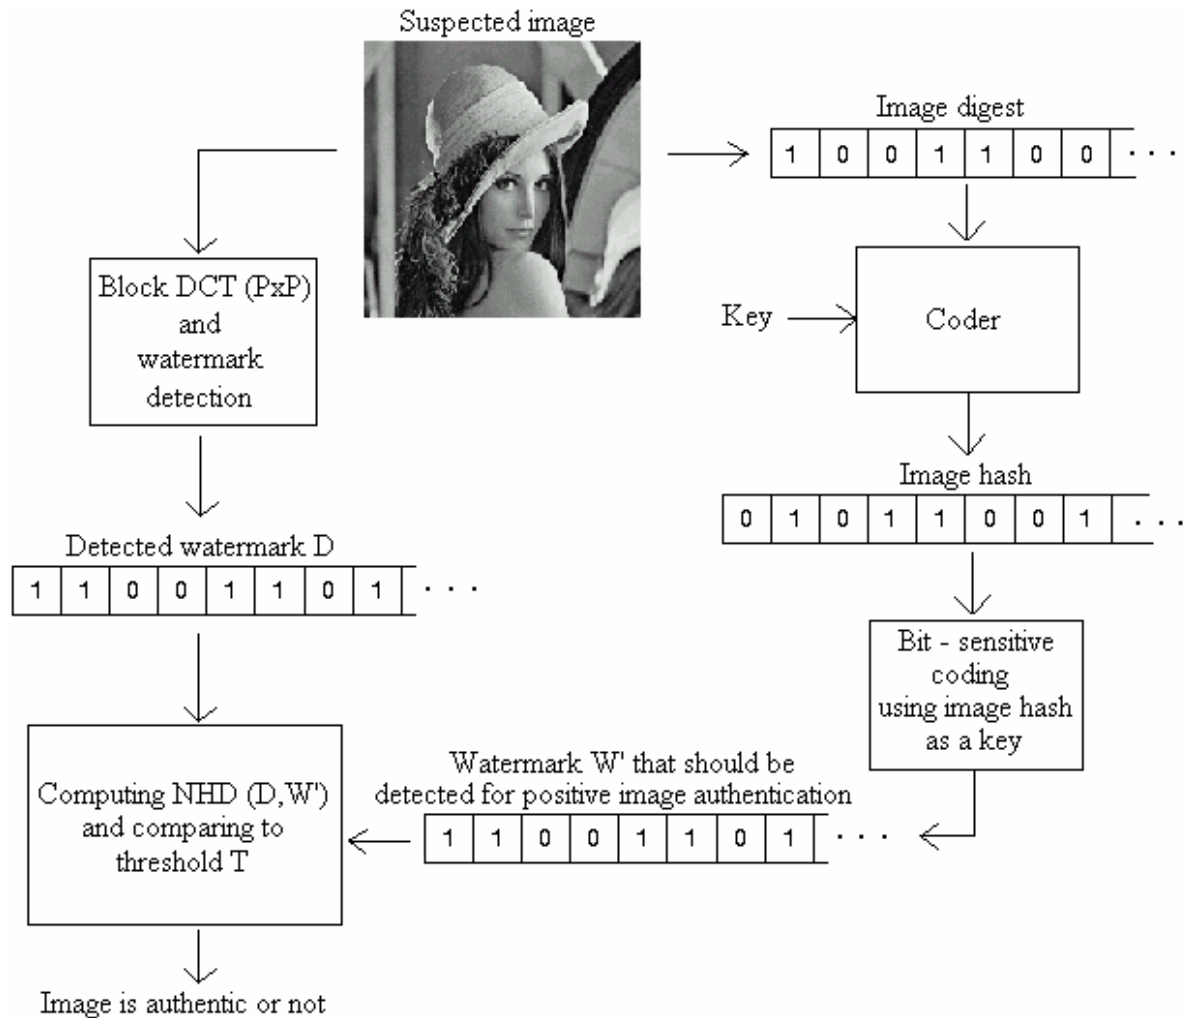 Suspected image
Image digest
1 0 0 1 1 0 0 . . .
Block DCT (PxP)
and
watermark
detection
Key
Coder
Image hash
0 1 0 1 1 0 0 1 . . .
Detected watermark D
1 1 0 0 1 1 0 1 . . .
Bit - sensitive
coding
using image hash
as a key
Watermark W' that should be
detected for positive image authentication
1 1 0 0 1 1 0 1 . . .
Computing NHD (D,W')
and comparing to
threshold T
Image is authentic or not